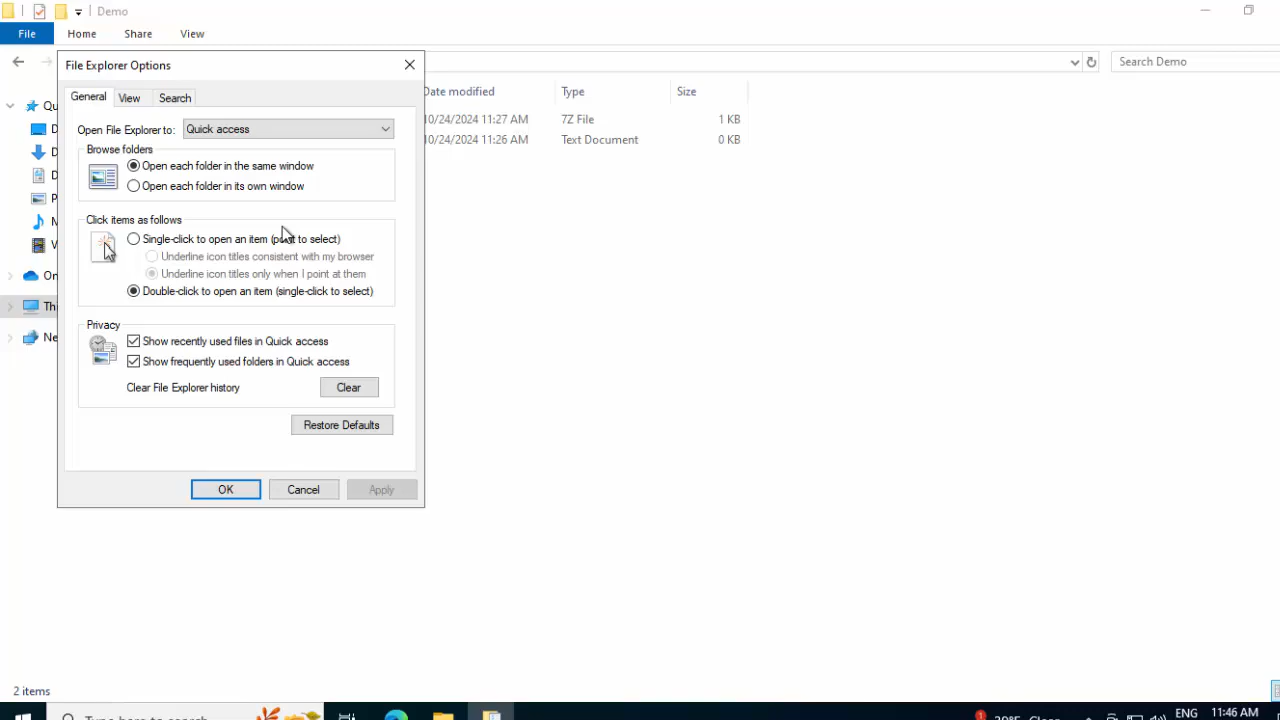 Demo
File Home Share View
Search Demo
File Explorer Options
General View Search
Open File Explorer to: Quick access
Browse folders
Open each folder in the same window
Open each folder in its own window
Click items as follows
Single-click to open an item (point to select)
Underline icon titles consistent with my browser
Underline icon titles only when I point at them
Double-click to open an item (single-click to select)
Privacy
Show recently used files in Quick access
Show frequently used folders in Quick access
Clear File Explorer history Clear
Restore Defaults
OK Cancel Apply
Date modified Type Size
10/24/2024 11:27 AM 7Z File 1 KB
10/24/2024 11:26 AM Text Document 0 KB
2 items
Type here to search
1
ENG 11:46 AM